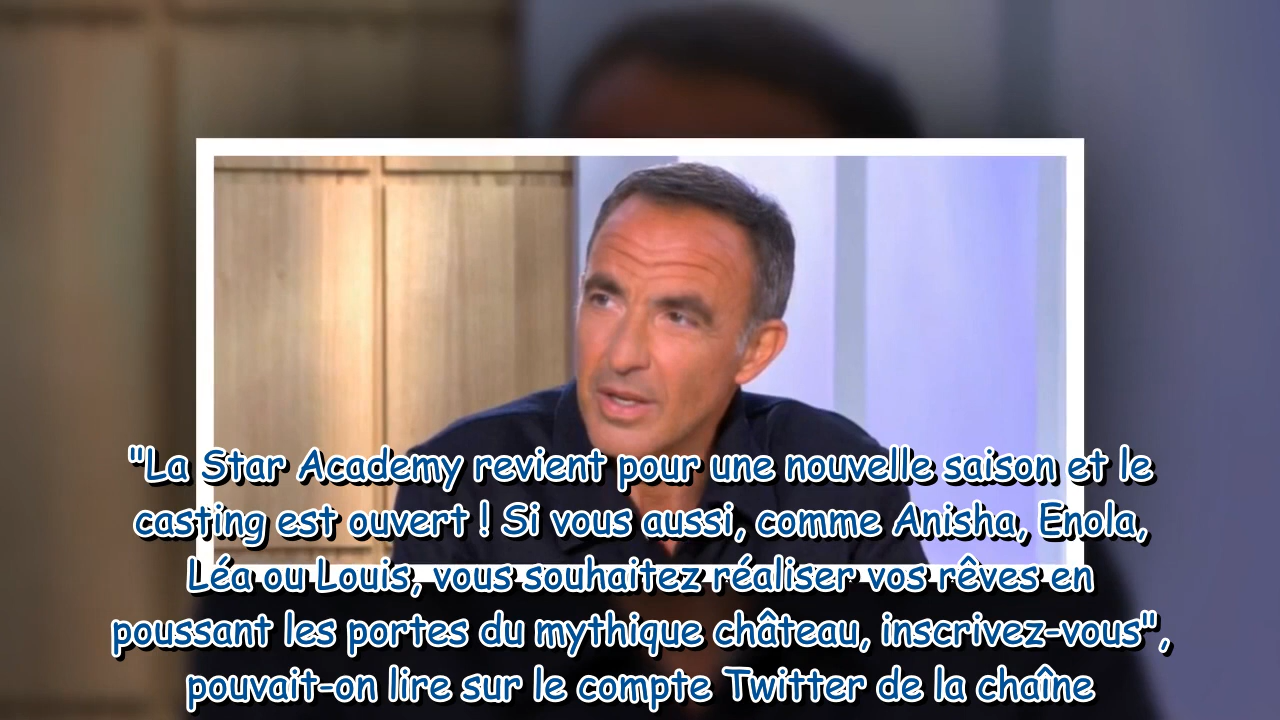 "La Star Academy revient pour une nouvelle saison et le
casting est ouvert ! Si vous aussi, comme Anisha, Enola,
Léa ou Louis, vous souhaitez réaliser vos rêves en
poussant les portes du mythique château, inscrivez-vous",
pouvait-on lire sur le compte Twitter de la chaîne